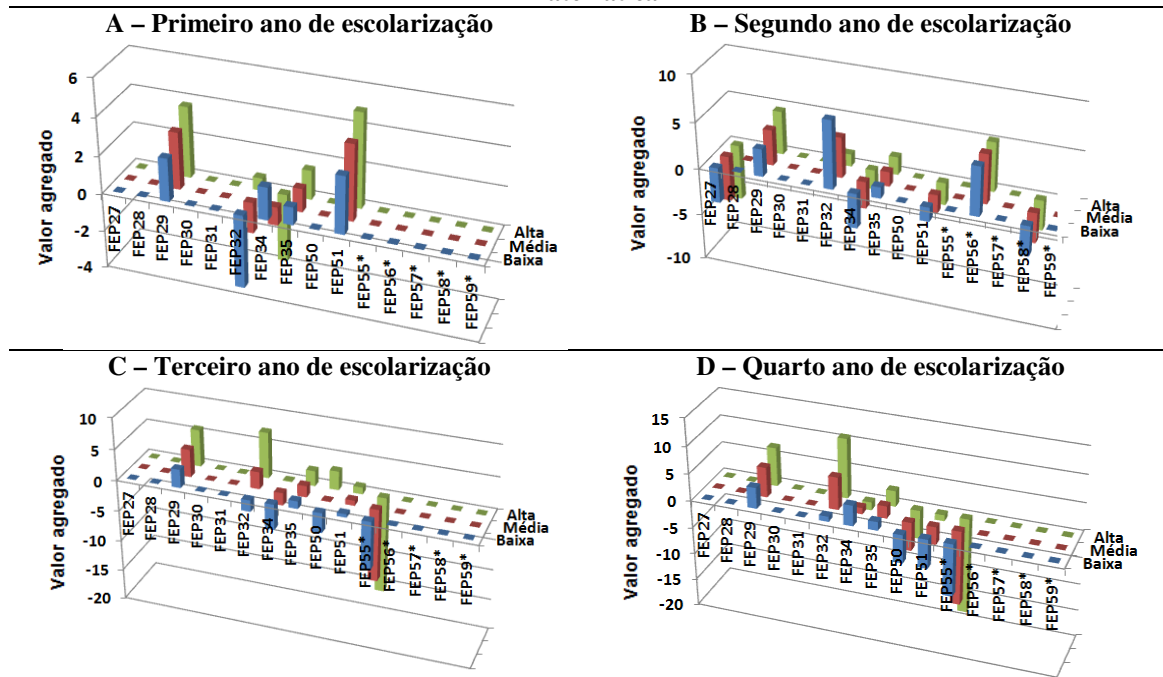 A – Primeiro ano de escolarização
Valor agregado
6
4
2
0
-2
-4
FEP27
FEP28
FEP29
FEP30
FEP31
FEP32
FEP34
FEP35
FEP50
FEP51
FEP55*
FEP56*
FEP57*
FEP58*
FEP59*
Alta
Média
Baixa
B – Segundo ano de escolarização
Valor agregado
10
5
0
-5
-10
FEP27
FEP28
FEP29
FEP30
FEP31
FEP32
FEP34
FEP35
FEP50
FEP51
FEP55*
FEP56*
FEP57*
FEP58*
FEP59*
Alta
Média
Baixa
C – Terceiro ano de escolarização
Valor agregado
10
5
0
-5
-10
-15
-20
FEP27
FEP28
FEP29
FEP30
FEP31
FEP32
FEP34
FEP35
FEP50
FEP51
FEP55*
FEP56*
FEP57*
FEP58*
FEP59*
Alta
Média
Baixa
D – Quarto ano de escolarização
Valor agregado
15
10
5
0
-5
-10
-15
-20
FEP27
FEP28
FEP29
FEP30
FEP31
FEP32
FEP34
FEP35
FEP50
FEP51
FEP55*
FEP56*
FEP57*
FEP58*
FEP59*
Alta
Média
Baixa